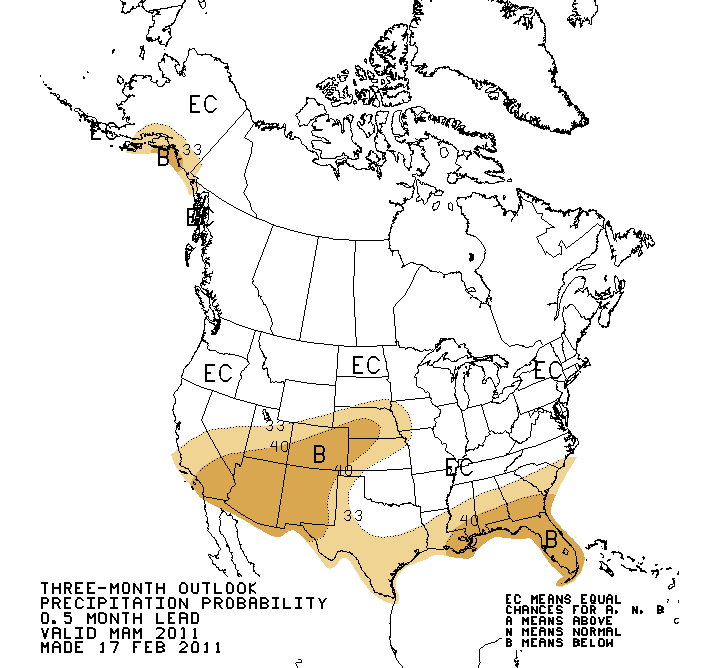 EC
EC
B 33
EC
EC
EC
EC
33
40
B
40
EC
33
40
B
THREE-MONTH OUTLOOK
PRECIPITATION PROBABILITY
0.5 MONTH LEAD
VALID MAM 2011
MADE 17 FEB 2011
EC MEANS EQUAL
CHANCES FOR A, N, B
A MEANS ABOVE
N MEANS NORMAL
B MEANS BELOW